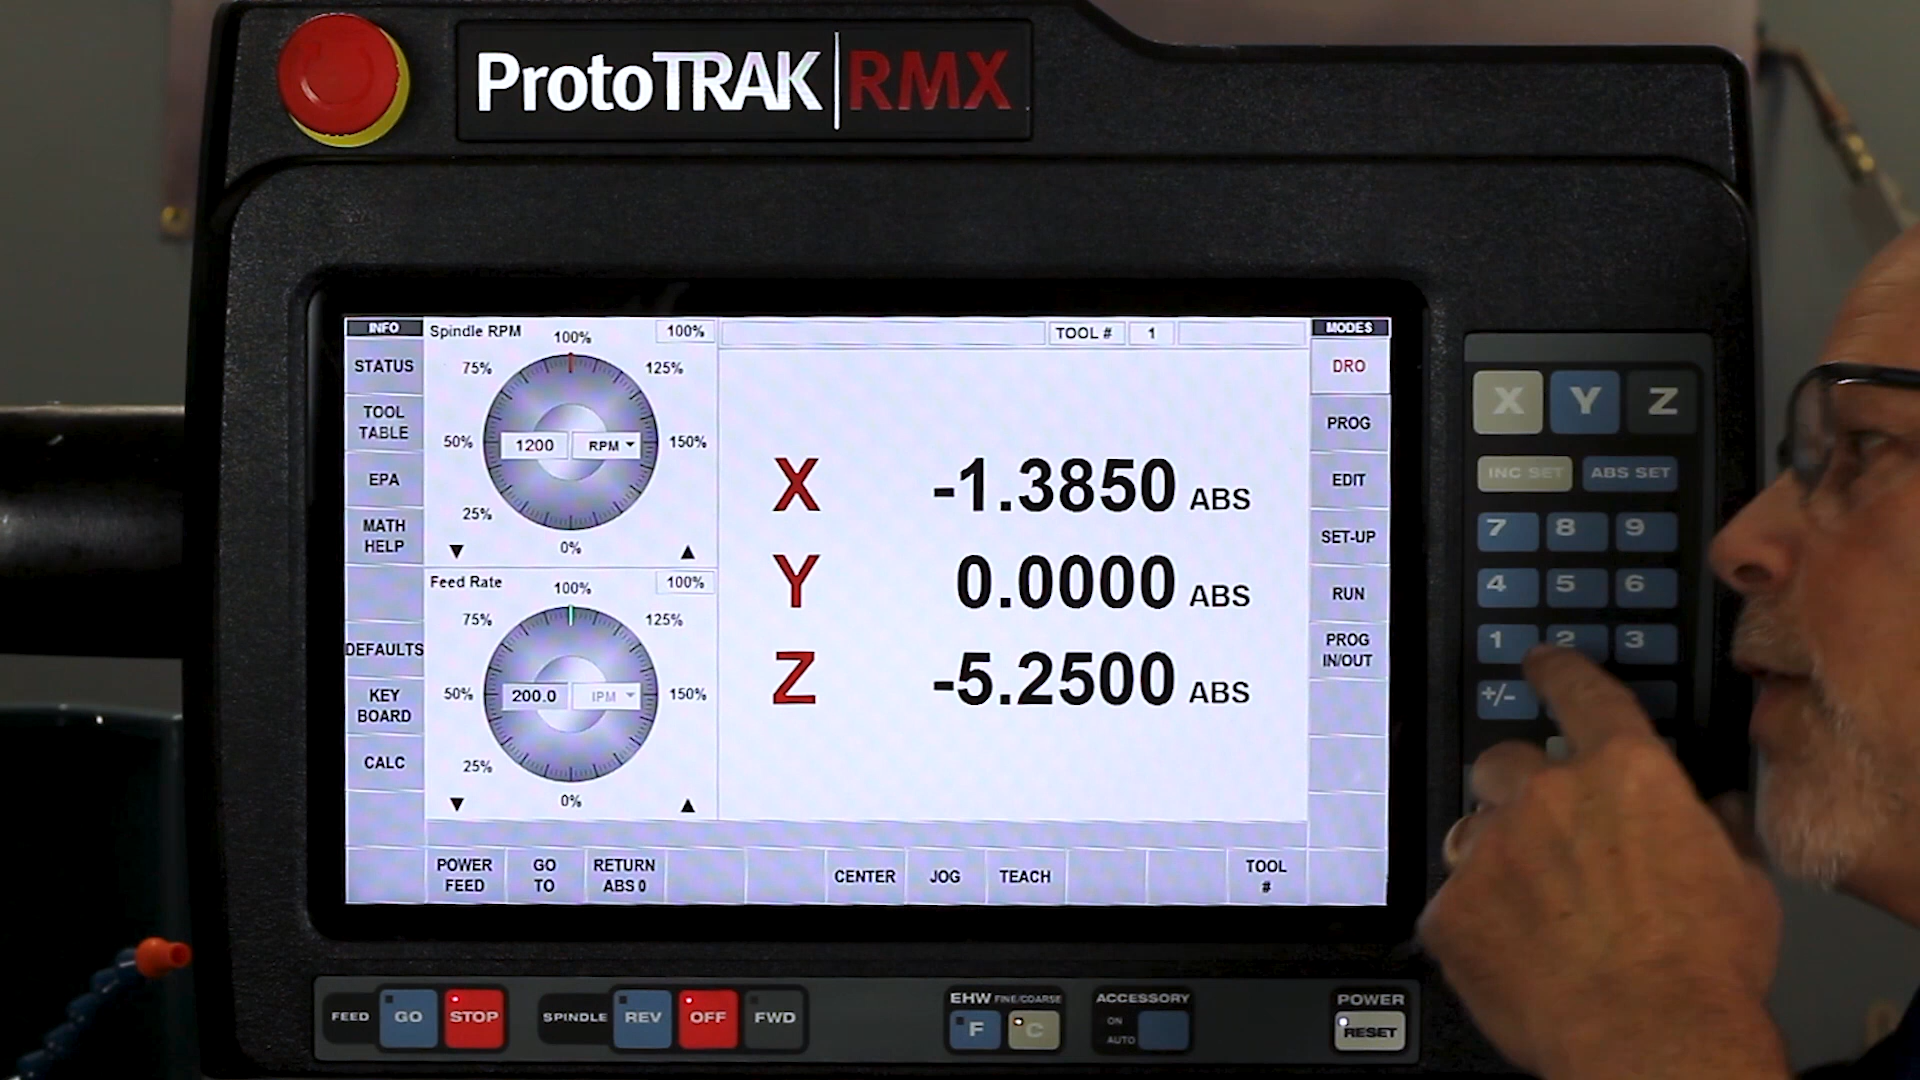 ProtoTRAK RMX
INFO
STATUS
TOOL
TABLE
EPA
MATH
HELP
DEFAULTS
KEY
BOARD
CALC
Spindle RPM 100%
100%
75% 125%
50% 1200 RPM 150%
25%
0%
Feed Rate 100%
100%
75% 125%
50% 200.0 IPM 150%
25%
0%
TOOL # 1
X -1.3850 ABS
Y 0.0000 ABS
Z -5.2500 ABS
MODES
DRO
PROG
EDIT
SET-UP
RUN
PROG
IN/OUT
POWER
FEED
GO
TO
RETURN
ABS 0
CENTER
JOG
TEACH
TOOL
#
X Y Z
INC SET ABS SET
7 8 9
4 5 6
1 2 3
+/-
FEED GO STOP
SPINDLE REV OFF FWD
EHW FINE/COARSE
F C
ACCESSORY
ON
AUTO
POWER
RESET